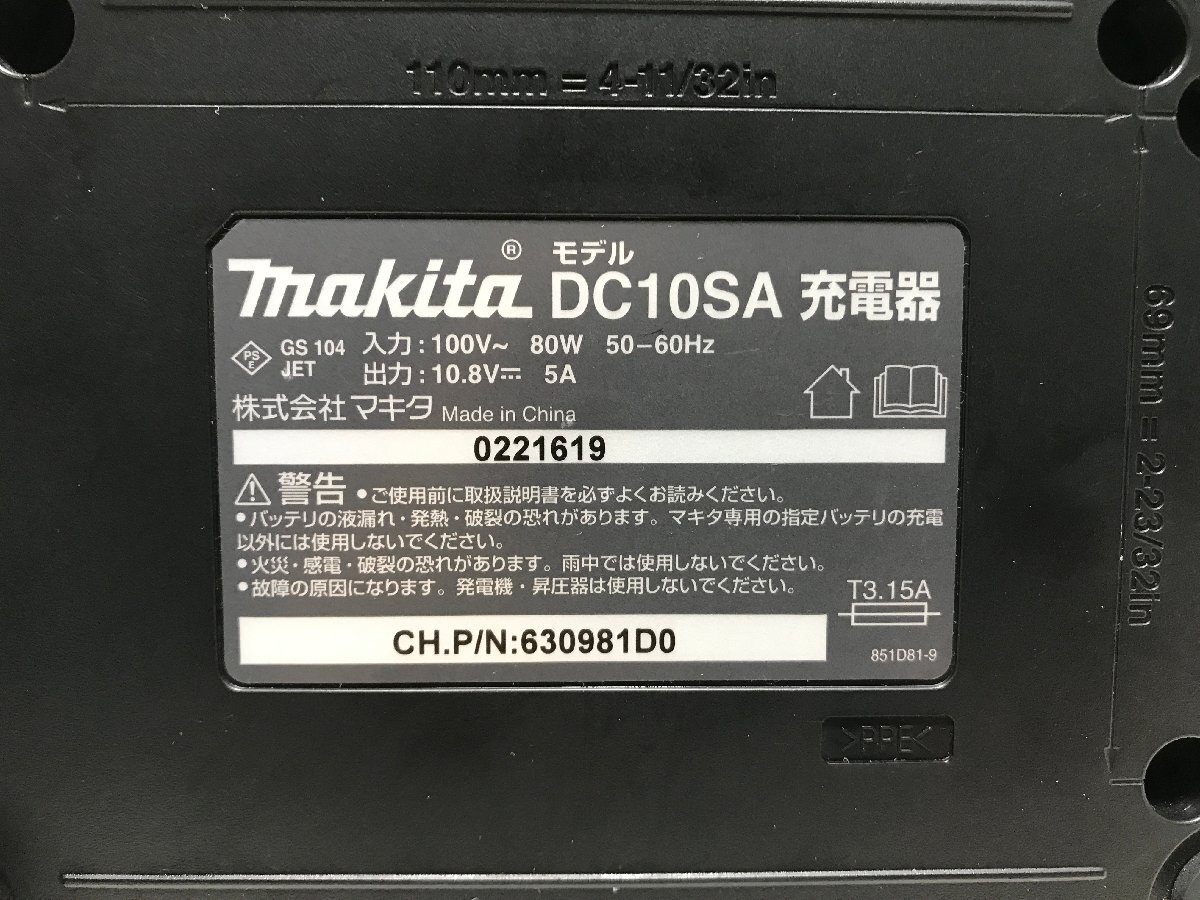 110mm = 4-11/32in
makita® モデル DC10SA 充電器
PS
E
GS 104
JET
入力 : 100V~ 80W 50-60Hz
出力 : 10.8V⎓ 5A
株式会社マキタ Made in China
0221619
⚠警告 •ご使用前に取扱説明書を必ずよくお読みください。
•バッテリの液漏れ・発熱・破裂の恐れがあります。マキタ専用の指定バッテリの充電
以外には使用しないでください。
•火災・感電・破裂の恐れがあります。雨中では使用しないでください。
•故障の原因になります。発電機・昇圧器は使用しないでください。
T3.15A
CH.P/N:630981D0
851D81-9
>PPE<
69mm = 2-23/32in